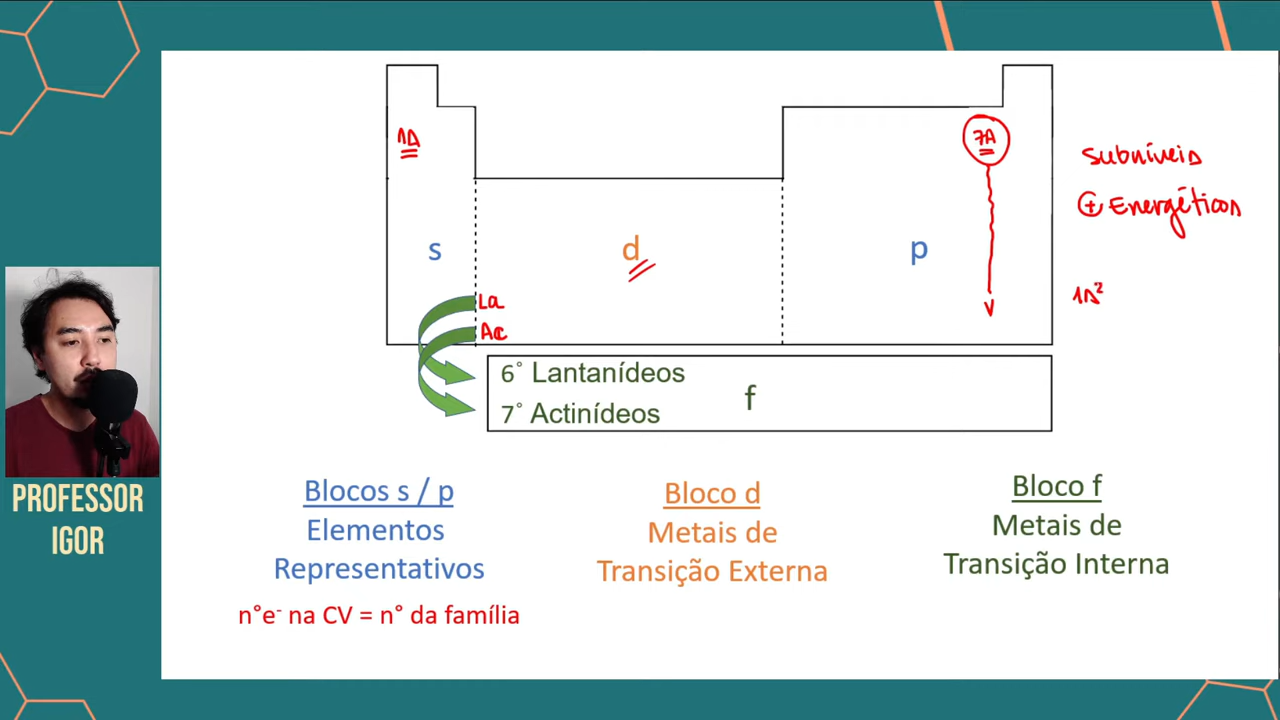 1A
7A
subníveis
+ Energéticos
s
d
p
La
1s²
Ac
6° Lantanídeos
f
7° Actinídeos
PROFESSOR
IGOR
Blocos s / p
Elementos
Representativos
n°e⁻ na CV = n° da família
Bloco d
Metais de
Transição Externa
Bloco f
Metais de
Transição Interna